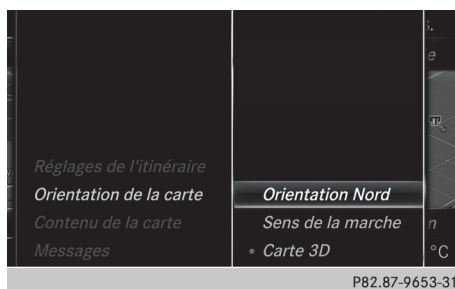 Réglages de l'itinéraire
Orientation de la carte
Contenu de la carte
Messages
Orientation Nord
Sens de la marche
• Carte 3D
°C
P82.87-9653-31